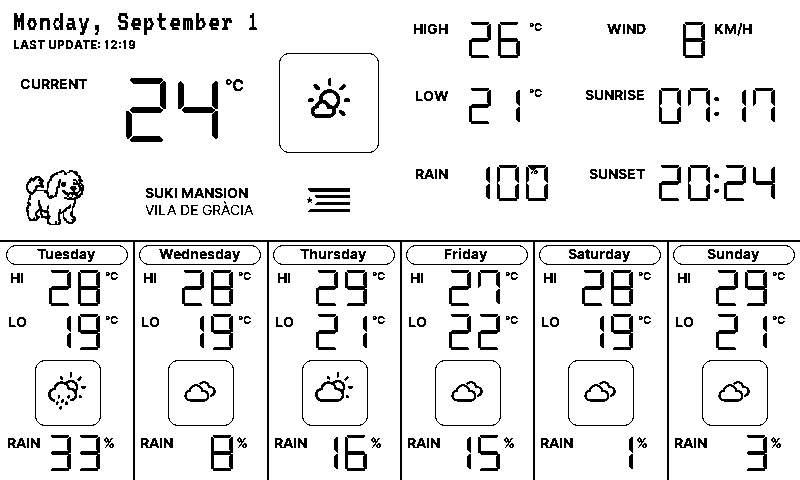 Monday, September 1
LAST UPDATE: 12:19
CURRENT 24 °C
SUKI MANSION
VILA DE GRÀCIA
HIGH 26 °C
LOW 21 °C
RAIN 100 %
WIND 8 KM/H
SUNRISE 07:17
SUNSET 20:24
Tuesday
HI 28 °C
LO 19 °C
RAIN 33 %
Wednesday
HI 28 °C
LO 19 °C
RAIN 8 %
Thursday
HI 29 °C
LO 21 °C
RAIN 16 %
Friday
HI 27 °C
LO 22 °C
RAIN 15 %
Saturday
HI 28 °C
LO 19 °C
RAIN 1 %
Sunday
HI 29 °C
LO 21 °C
RAIN 3 %